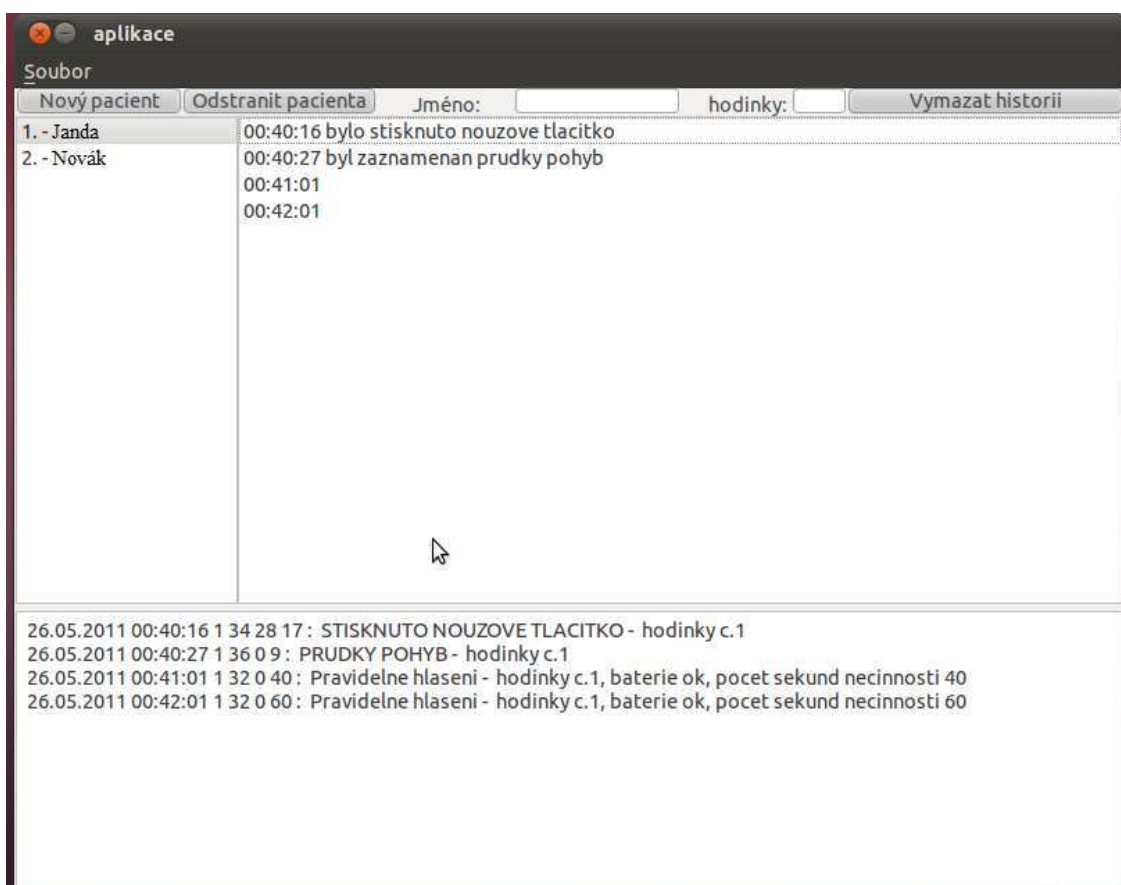 aplikace
Soubor
Nový pacient Odstranit pacienta Jméno: hodinky: Vymazat historii
1. - Janda
2. - Novák
00:40:16 bylo stisknuto nouzove tlacitko
00:40:27 byl zaznamenan prudky pohyb
00:41:01
00:42:01
26.05.2011 00:40:16 1 34 28 17 : STISKNUTO NOUZOVE TLACITKO - hodinky c.1
26.05.2011 00:40:27 1 36 0 9 : PRUDKY POHYB - hodinky c.1
26.05.2011 00:41:01 1 32 0 40 : Pravidelne hlaseni - hodinky c.1, baterie ok, pocet sekund necinnosti 40
26.05.2011 00:42:01 1 32 0 60 : Pravidelne hlaseni - hodinky c.1, baterie ok, pocet sekund necinnosti 60